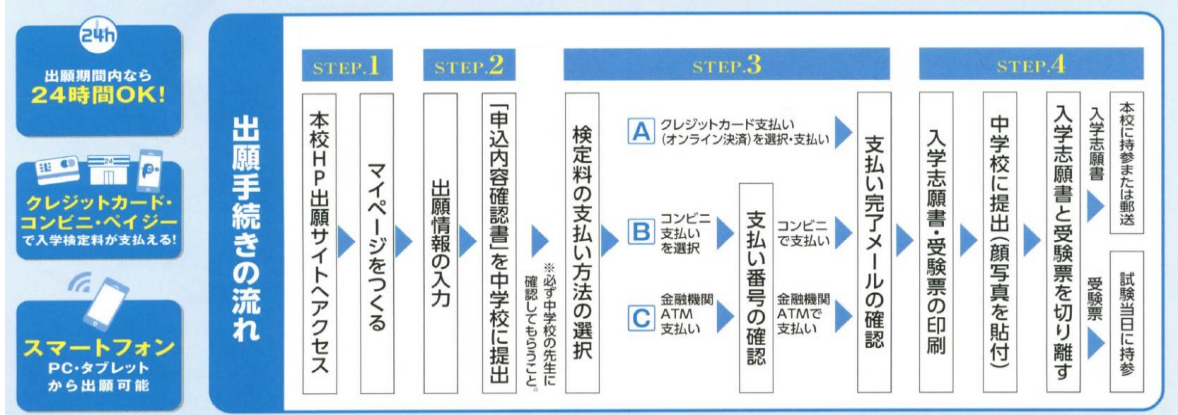 24h
出願期間内なら
24時間OK!
クレジットカード・
コンビニ・ペイジー
で入学検定料が支払える!
スマートフォン
PC・タブレット
から出願可能
出願手続きの流れ
STEP.1
本校HP出願サイトへアクセス
マイページをつくる
STEP.2
出願情報の入力
「申込内容確認書」を中学校に提出
※必ず中学校の先生に
確認してもらうこと。
STEP.3
検定料の支払い方法の選択
A
クレジットカード支払い
(オンライン決済)を選択・支払い
B
コンビニ
支払い
を選択
C
金融機関
ATM
支払い
支払い番号の確認
コンビニ
で支払い
金融機関
ATMで
支払い
支払い完了メールの確認
STEP.4
入学志願書・受験票の印刷
中学校に提出(顔写真を貼付)
入学志願書と受験票を切り離す
入学志願書
本校に持参または郵送
受験票
試験当日に持参